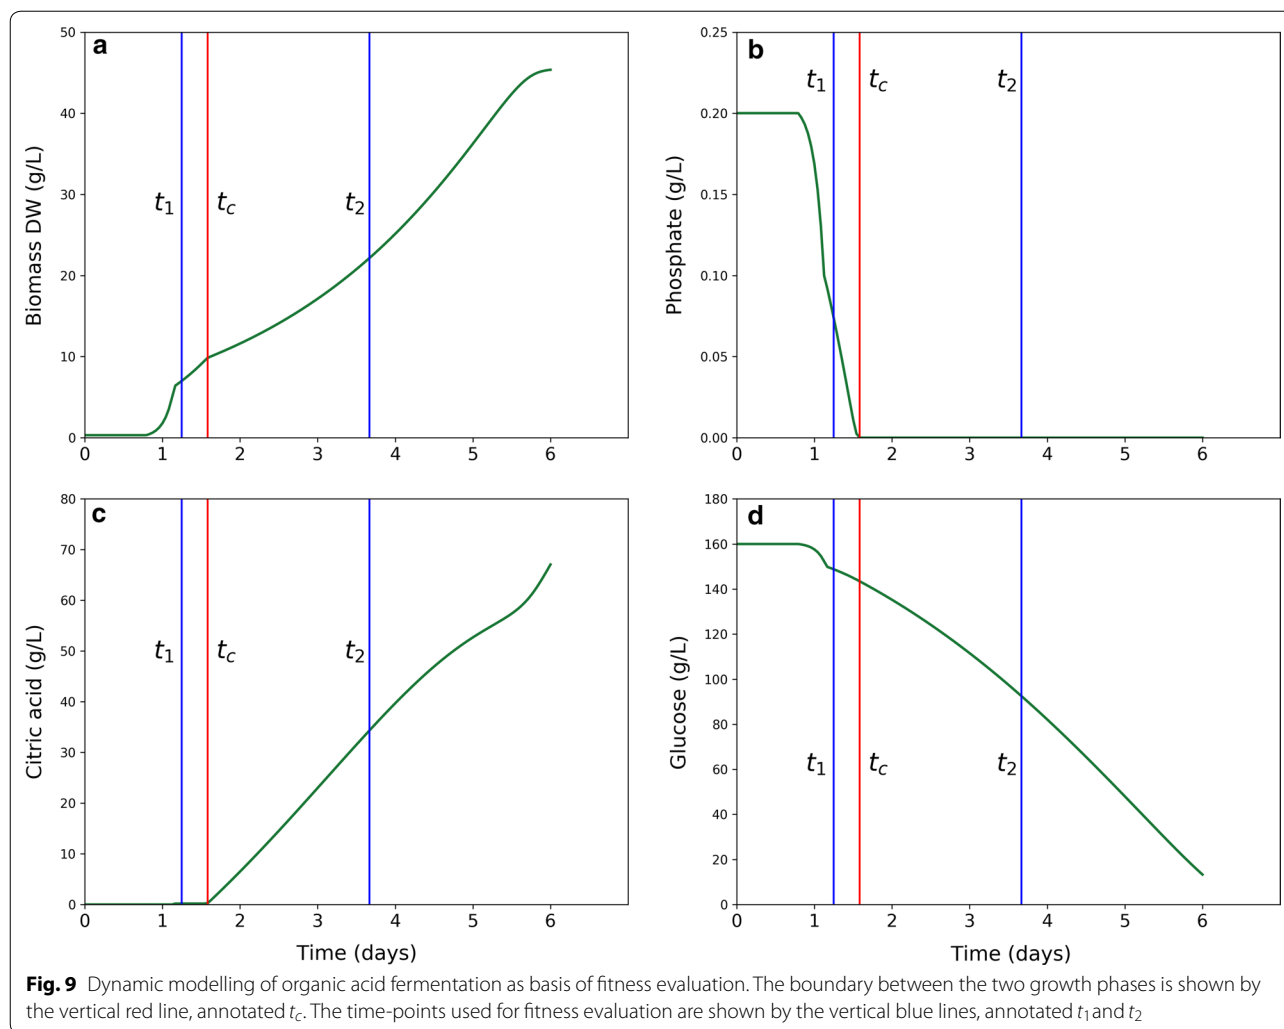 a
50
40
30
20
10
0
Biomass DW (g/L)
t1
tc
t2
0 1 2 3 4 5 6
b
0.25
0.20
0.15
0.10
0.05
0.00
Phosphate (g/L)
t1
tc
t2
0 1 2 3 4 5 6
c
80
70
60
50
40
30
20
10
0
Citric acid (g/L)
t1
tc
t2
0 1 2 3 4 5 6
Time (days)
d
180
160
140
120
100
80
60
40
20
0
Glucose (g/L)
t1
tc
t2
0 1 2 3 4 5 6
Time (days)
Fig. 9 Dynamic modelling of organic acid fermentation as basis of fitness evaluation. The boundary between the two growth phases is shown by
the vertical red line, annotated tc. The time-points used for fitness evaluation are shown by the vertical blue lines, annotated t1and t2